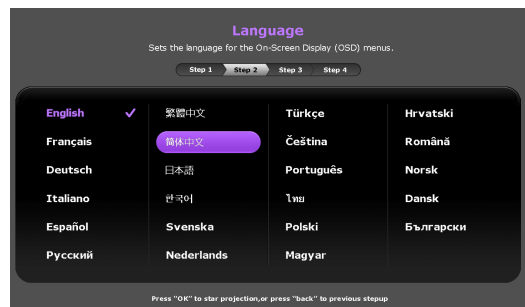 Language
Sets the language for the On-Screen Display (OSD) menus.
Step 1 Step 2 Step 3 Step 4
English 繁體中文 Türkçe Hrvatski
Français 简体中文 Čeština Română
Deutsch 日本語 Português Norsk
Italiano 한국어 ไทย Dansk
Español Svenska Polski Български
Русский Nederlands Magyar
Press "OK" to star projection,or press "back" to previous stepup